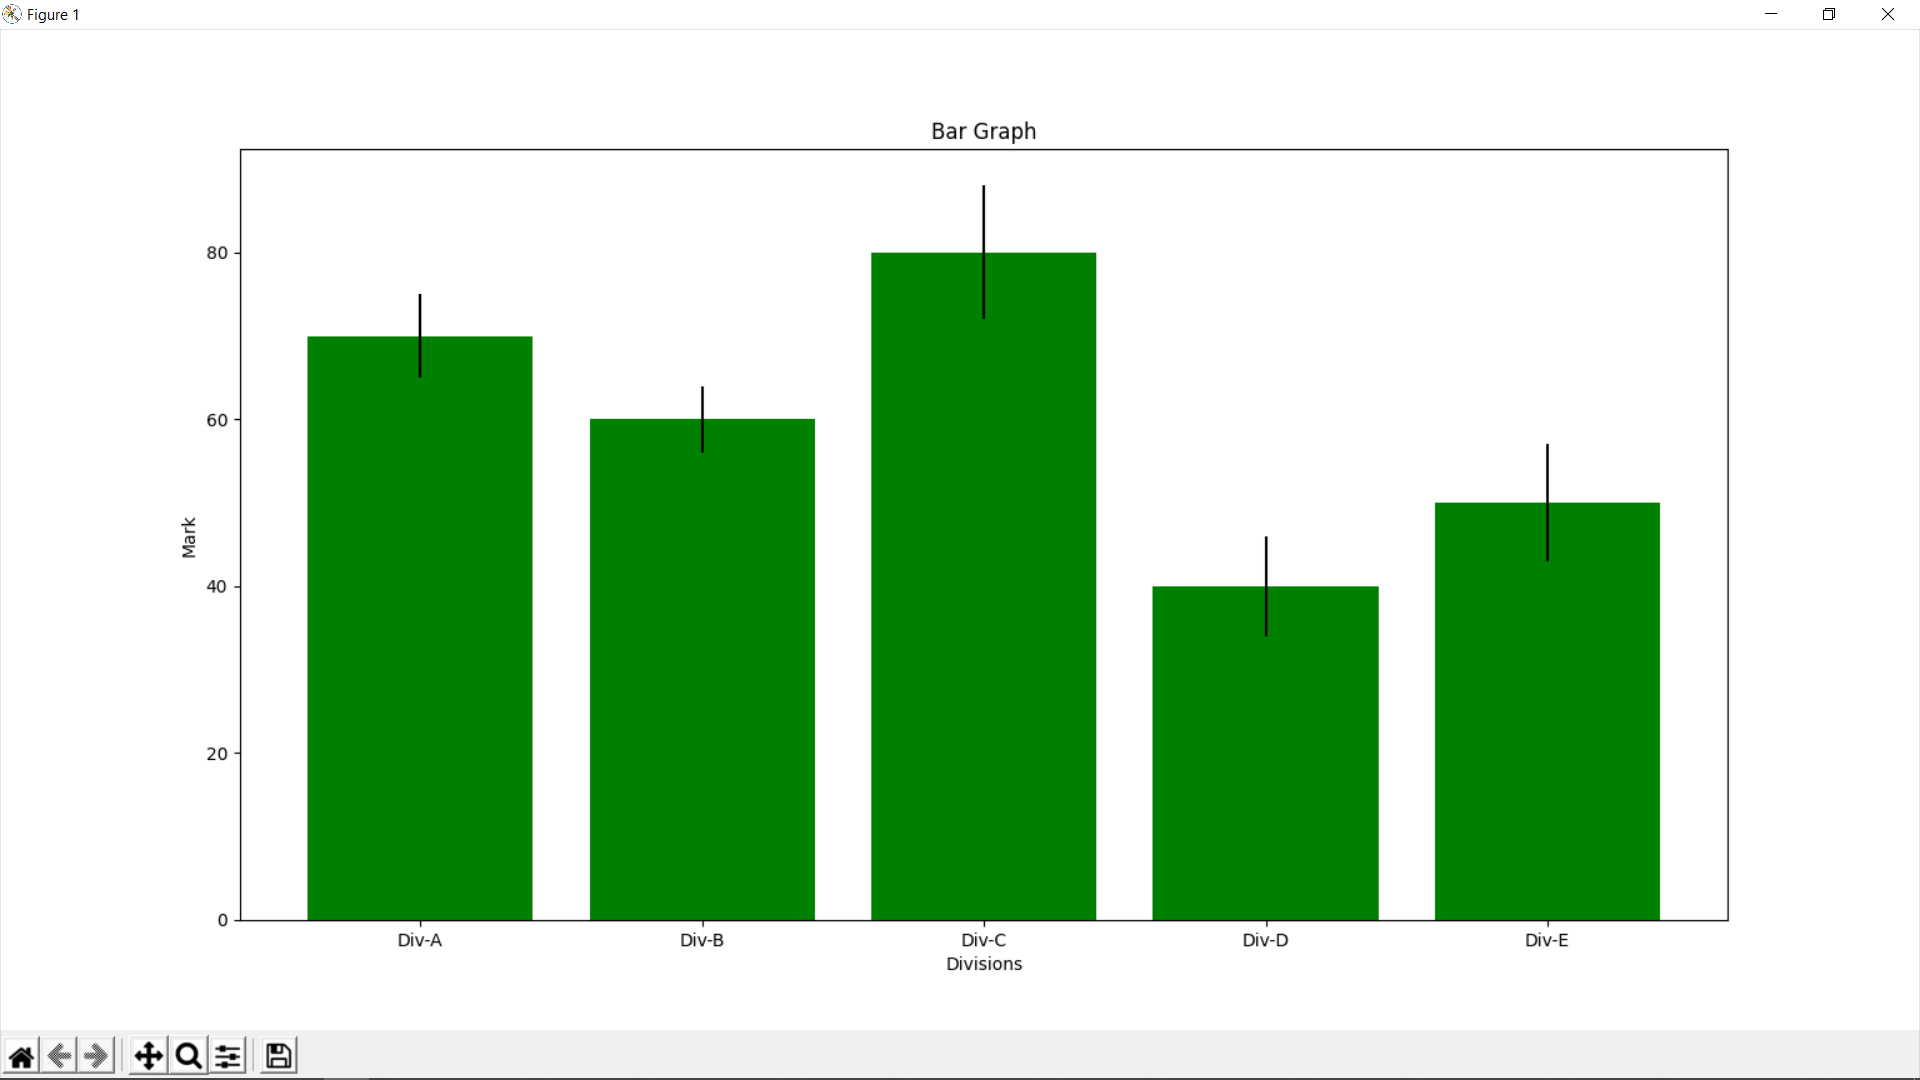 Figure 1
Bar Graph
80
60
40
20
0
Mark
Div-A Div-B Div-C Div-D Div-E
Divisions